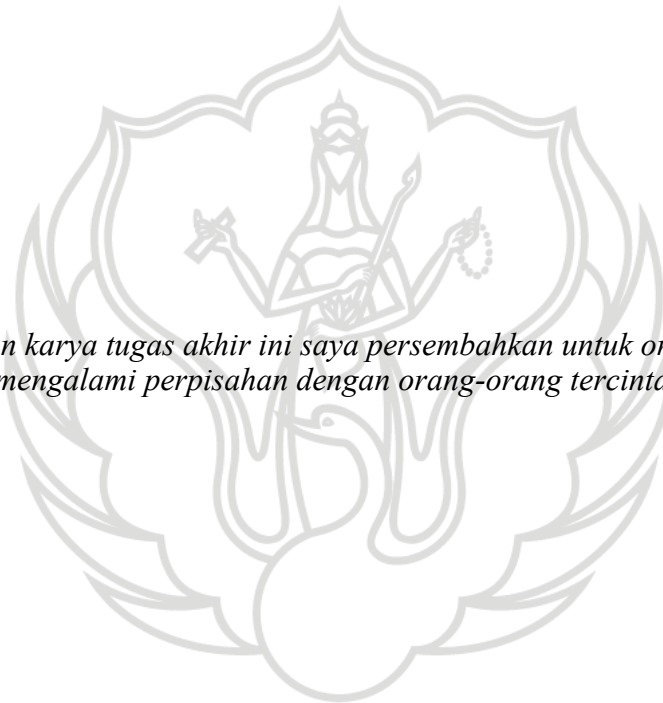 n karya tugas akhir ini saya persembahkan untuk or
mengalami perpisahan dengan orang-orang tercinta